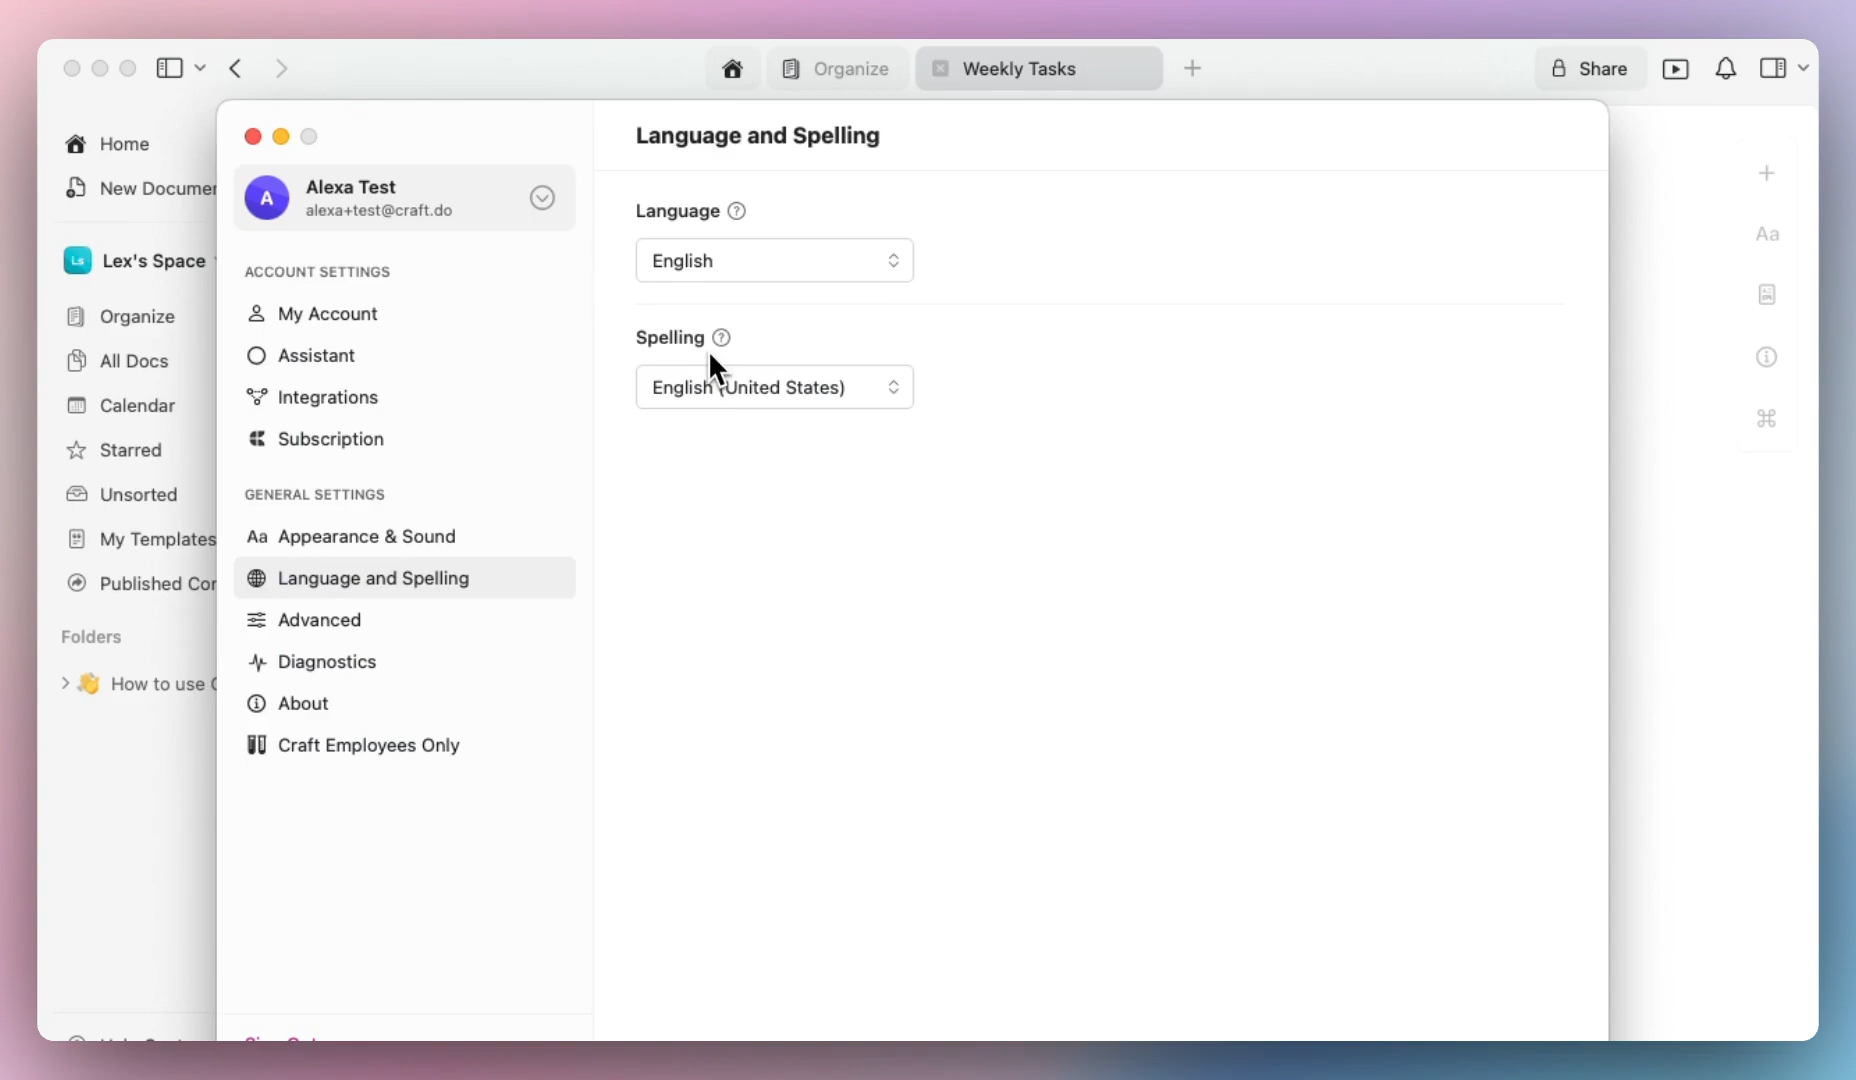 Organize
Weekly Tasks
Share
Home
New Documen
Ls
Lex's Space
Organize
All Docs
Calendar
Starred
Unsorted
My Templates
Published Cor
Folders
How to use
A
Alexa Test
alexa+test@craft.do
ACCOUNT SETTINGS
My Account
Assistant
Integrations
Subscription
GENERAL SETTINGS
Aa Appearance & Sound
Language and Spelling
Advanced
Diagnostics
About
Craft Employees Only
Language and Spelling
Language
English
Spelling
English (United States)
Aa